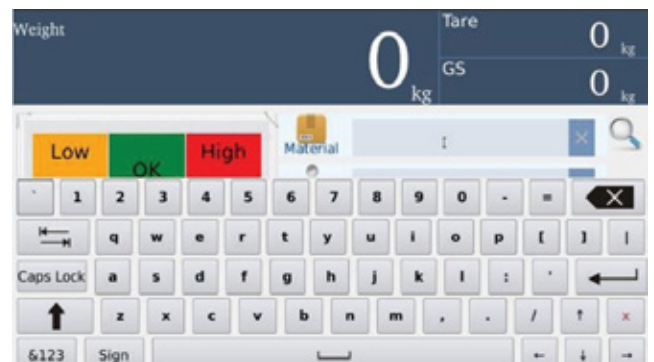 Weight 0 kg
Tare 0 kg
GS 0 kg
Low OK High
Material
` 1 2 3 4 5 6 7 8 9 0 - =
q w e r t y u i o p [ ] |
Caps Lock a s d f g h j k l : '
z x c v b n m , . / ↑ x
&123 Sign ← ↓ →